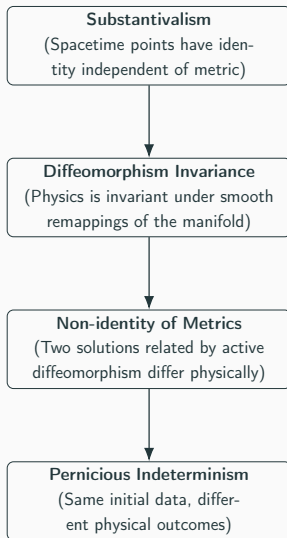 Substantivalism
(Spacetime points have iden-
tity independent of metric)
Diffeomorphism Invariance
(Physics is invariant under smooth
remappings of the manifold)
Non-identity of Metrics
(Two solutions related by active
diffeomorphism differ physically)
Pernicious Indeterminism
(Same initial data, differ-
ent physical outcomes)